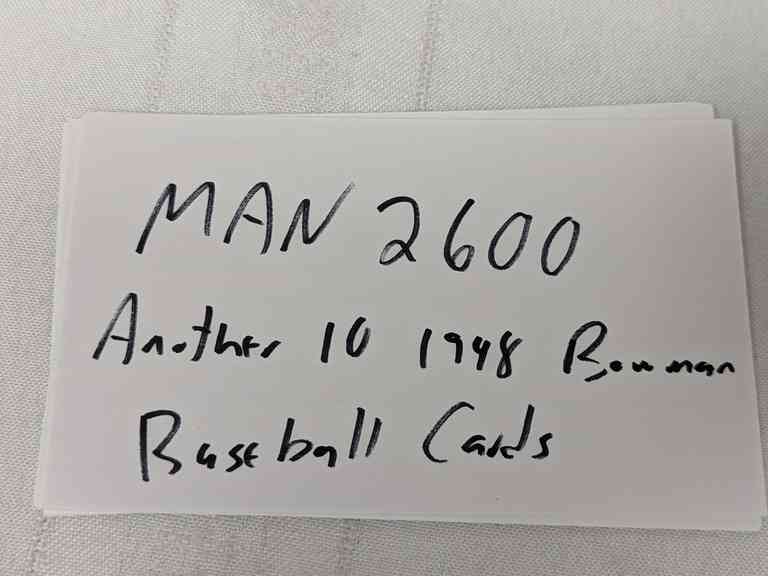 MAN 2600
Another 10 1948 Bowman
Baseball Cards